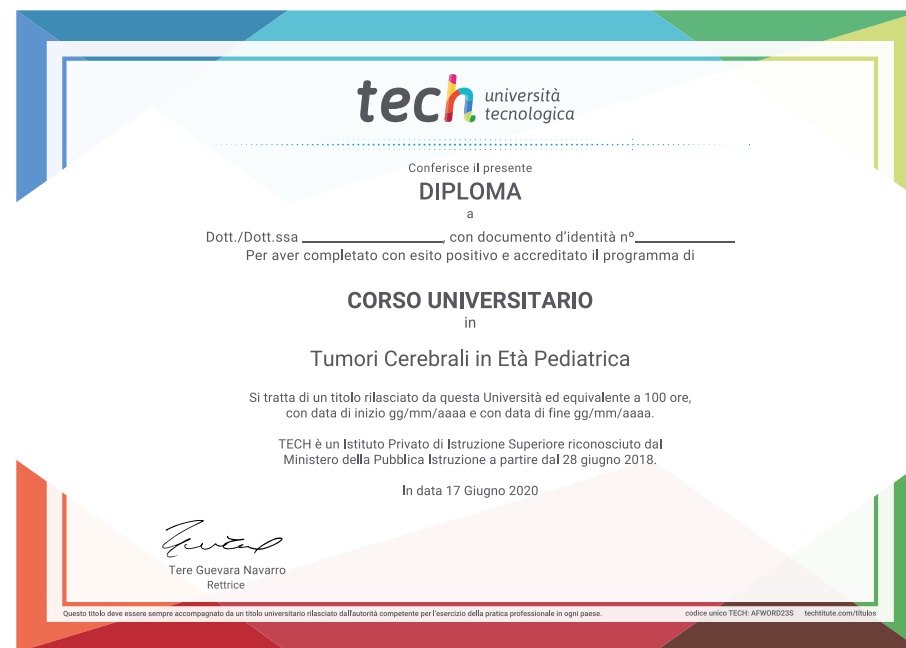 tech università
tecnologica
Conferisce il presente
DIPLOMA
a
Dott./Dott.ssa __________________, con documento d'identità nº____________
Per aver completato con esito positivo e accreditato il programma di
CORSO UNIVERSITARIO
in
Tumori Cerebrali in Età Pediatrica
Si tratta di un titolo rilasciato da questa Università ed equivalente a 100 ore,
con data di inizio gg/mm/aaaa e con data di fine gg/mm/aaaa.
TECH è un Istituto Privato di Istruzione Superiore riconosciuto dal
Ministero della Pubblica Istruzione a partire dal 28 giugno 2018.
In data 17 Giugno 2020
Tere Guevara Navarro
Rettrice
Questo titolo deve essere sempre accompagnato da un titolo universitario rilasciato dall'autorità competente per l'esercizio della pratica professionale in ogni paese. codice unico TECH: AFWORD23S techtitute.com/títulos